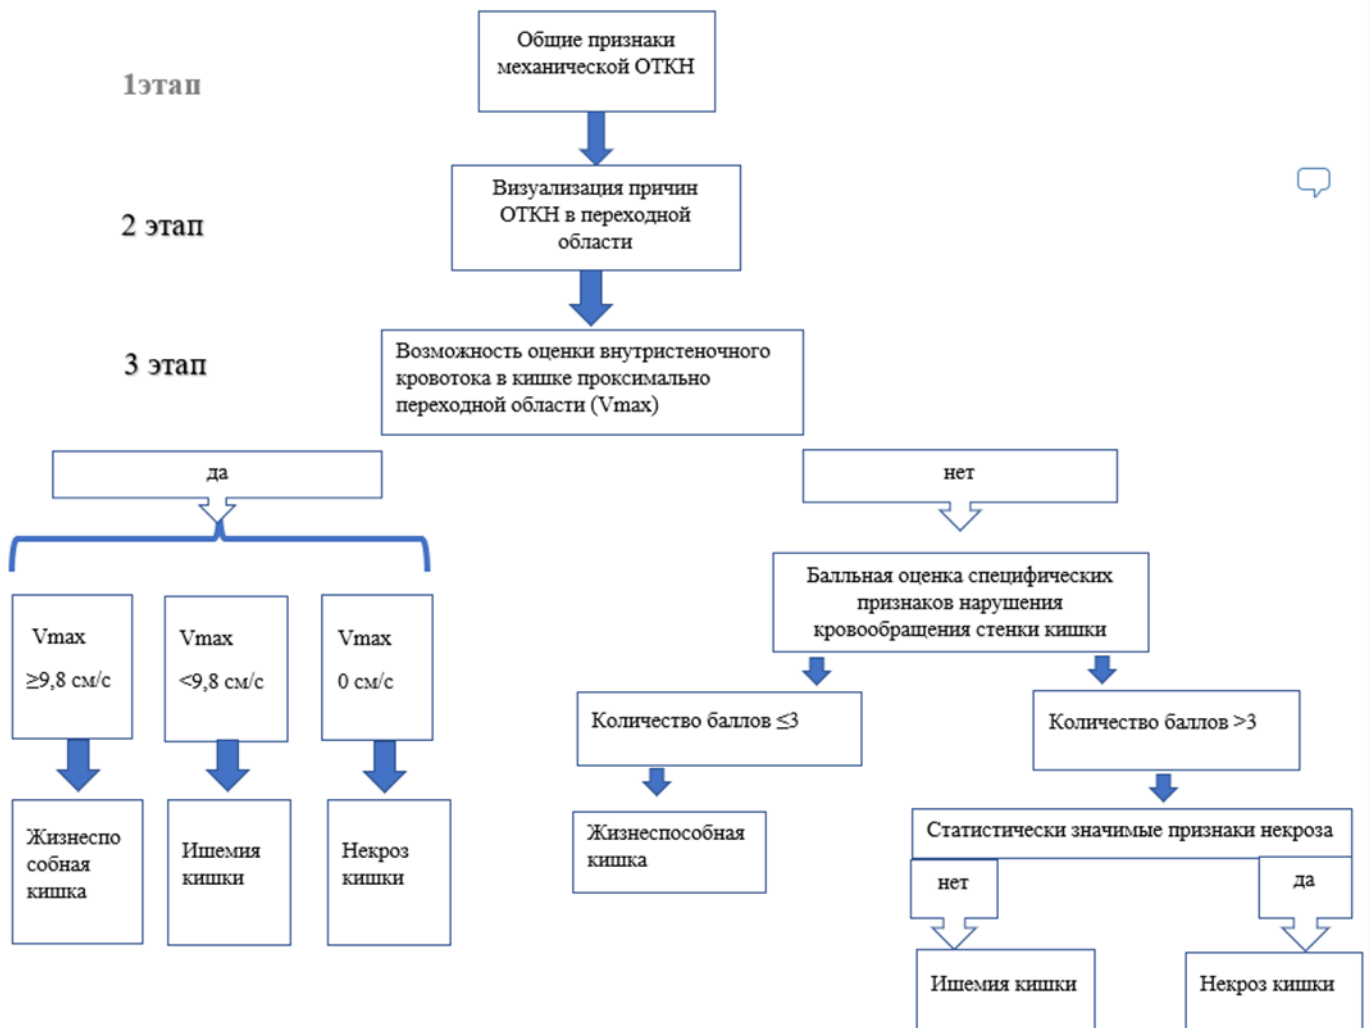 Общие признаки
механической ОТКН
1этап
Визуализация причин
ОТКН в переходной
области
2 этап
3 этап
Возможность оценки внутристеночного
кровотока в кишке проксимально
переходной области (Vmax)
да
нет
Балльная оценка специфических
признаков нарушения
кровообращения стенки кишки
Vmax
≥9,8 см/с
Vmax
<9,8 см/с
Vmax
0 см/с
Количество баллов ≤3
Количество баллов >3
Жизнеспо
собная
кишка
Ишемия
кишки
Некроз
кишки
Жизнеспособная
кишка
Статистически значимые признаки некроза
нет
да
Ишемия кишки
Некроз кишки